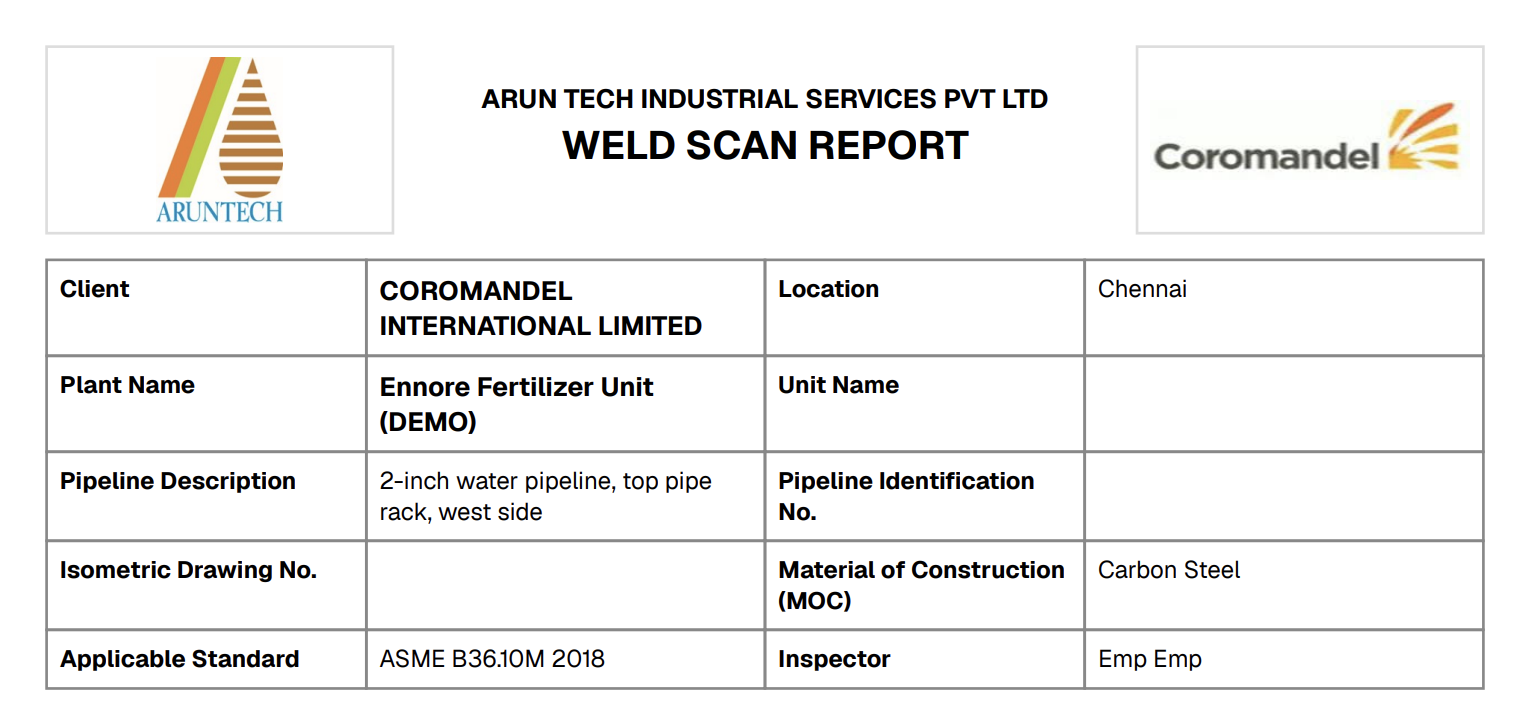 ARUNTECH
ARUN TECH INDUSTRIAL SERVICES PVT LTD
WELD SCAN REPORT
Coromandel
Client
COROMANDEL
INTERNATIONAL LIMITED
Location
Chennai
Plant Name
Ennore Fertilizer Unit
(DEMO)
Unit Name
Pipeline Description
2-inch water pipeline, top pipe
rack, west side
Pipeline Identification
No.
Isometric Drawing No.
Material of Construction
(MOC)
Carbon Steel
Applicable Standard
ASME B36.10M 2018
Inspector
Emp Emp